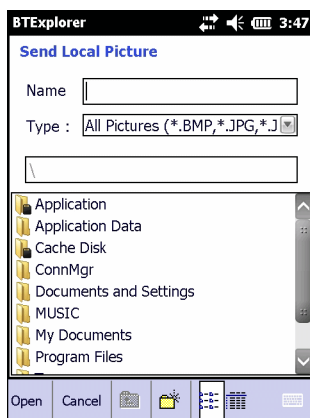 BTExplorer 3:47
Send Local Picture
Name
Type : All Pictures (*.BMP,*.JPG,*.J
\
Application
Application Data
Cache Disk
ConnMgr
Documents and Settings
MUSIC
My Documents
Program Files
Open Cancel